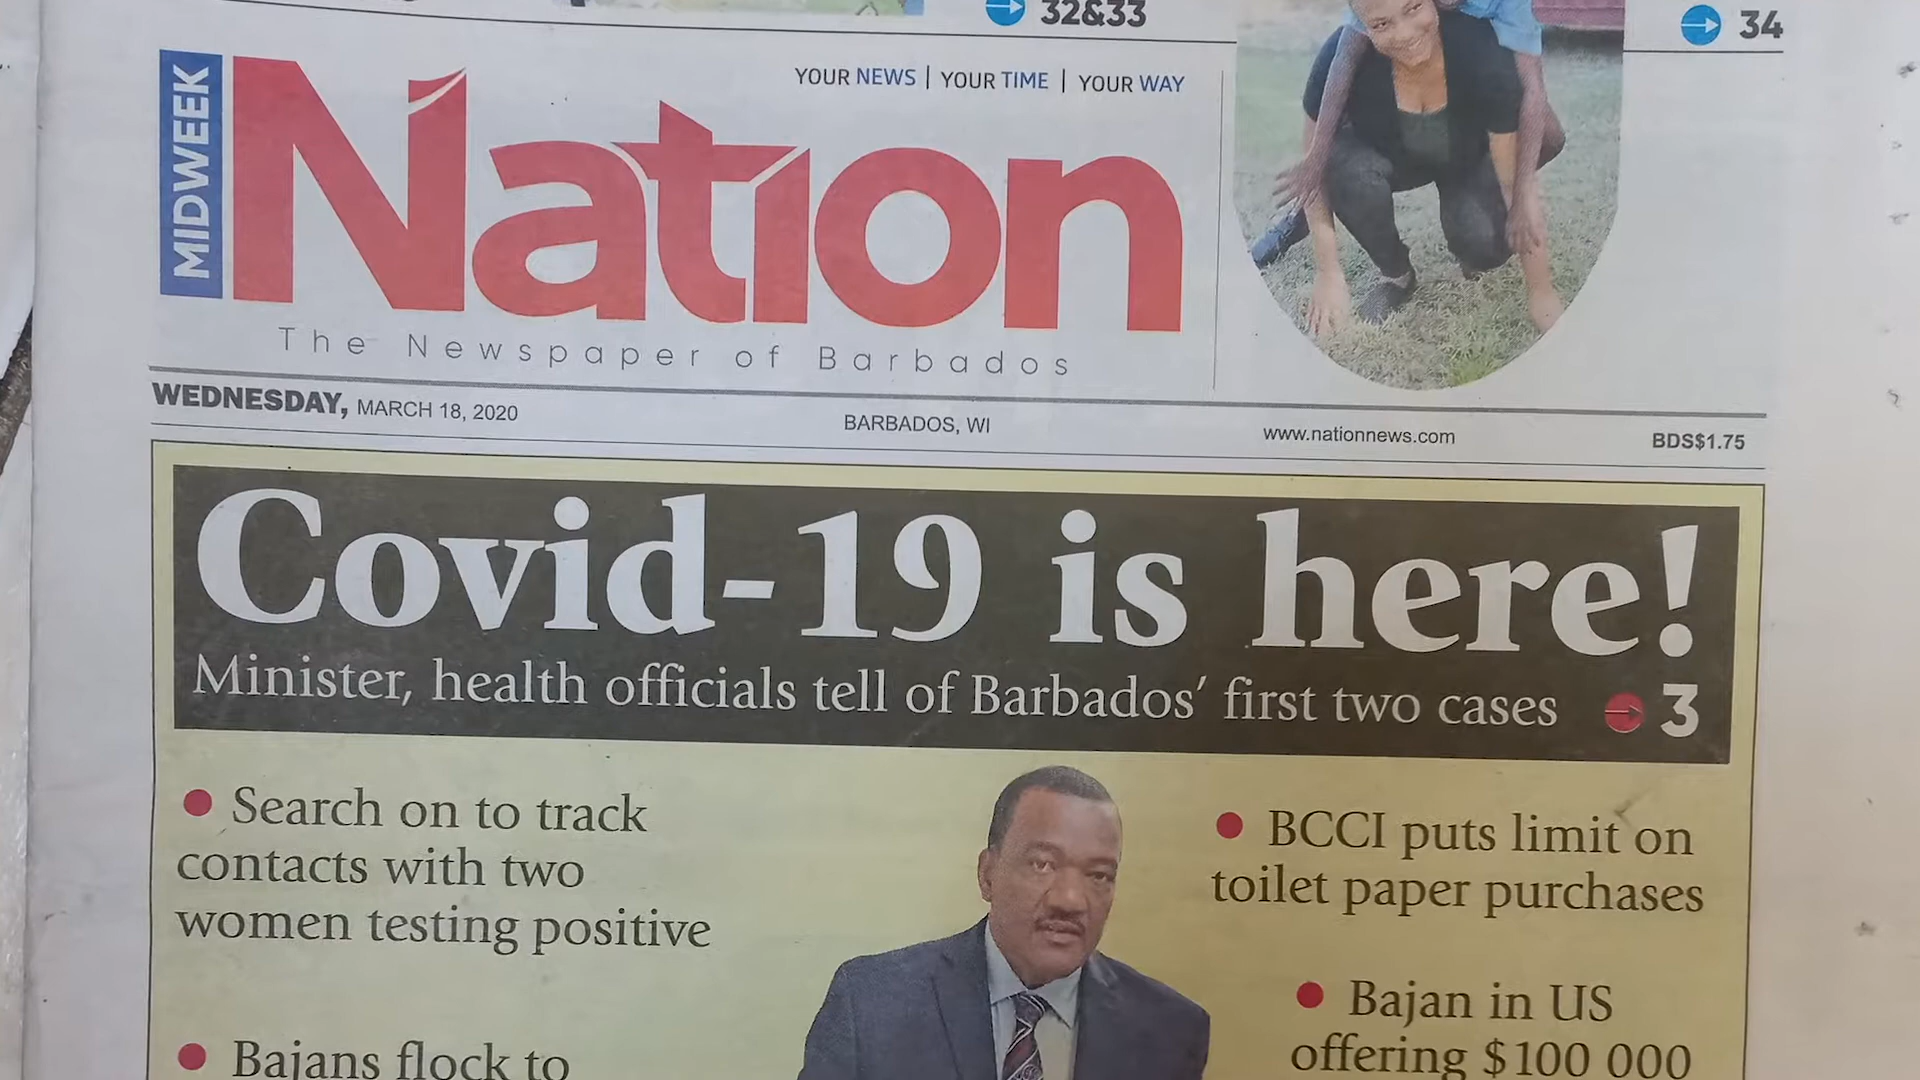 32&33
34
MIDWEEK
Nation
YOUR NEWS | YOUR TIME | YOUR WAY
The Newspaper of Barbados
WEDNESDAY, MARCH 18, 2020
BARBADOS, WI
www.nationnews.com
BDS$1.75
Covid-19 is here!
Minister, health officials tell of Barbados' first two cases 3
• Search on to track
contacts with two
women testing positive
• Bajans flock to
• BCCI puts limit on
toilet paper purchases
• Bajan in US
offering $100 000